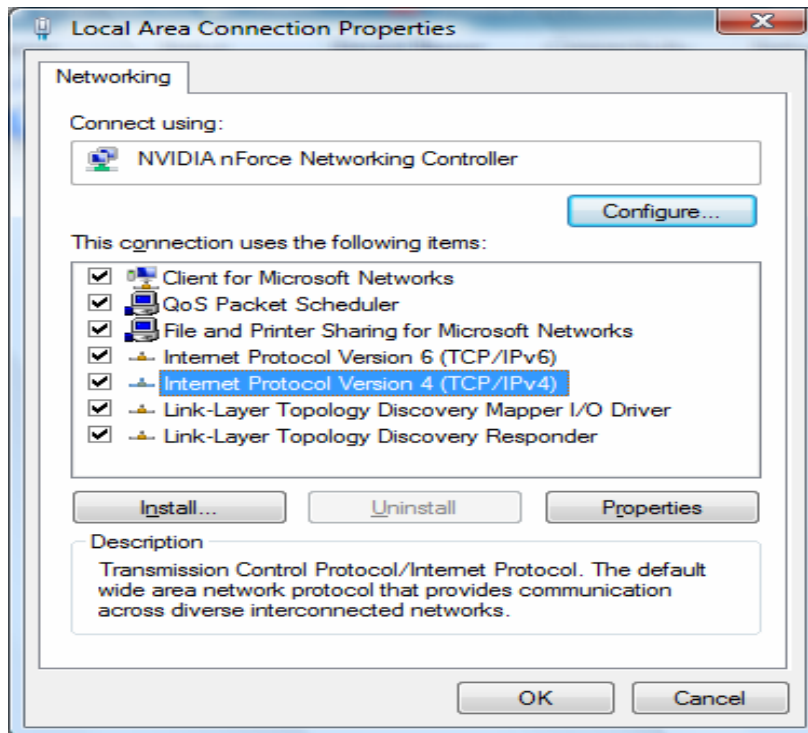 Local Area Connection Properties
Networking
Connect using:
NVIDIA nForce Networking Controller
Configure...
This connection uses the following items:
Client for Microsoft Networks
QoS Packet Scheduler
File and Printer Sharing for Microsoft Networks
Internet Protocol Version 6 (TCP/IPv6)
Internet Protocol Version 4 (TCP/IPv4)
Link-Layer Topology Discovery Mapper I/O Driver
Link-Layer Topology Discovery Responder
Install... Uninstall Properties
Description
Transmission Control Protocol/Internet Protocol. The default
wide area network protocol that provides communication
across diverse interconnected networks.
OK Cancel